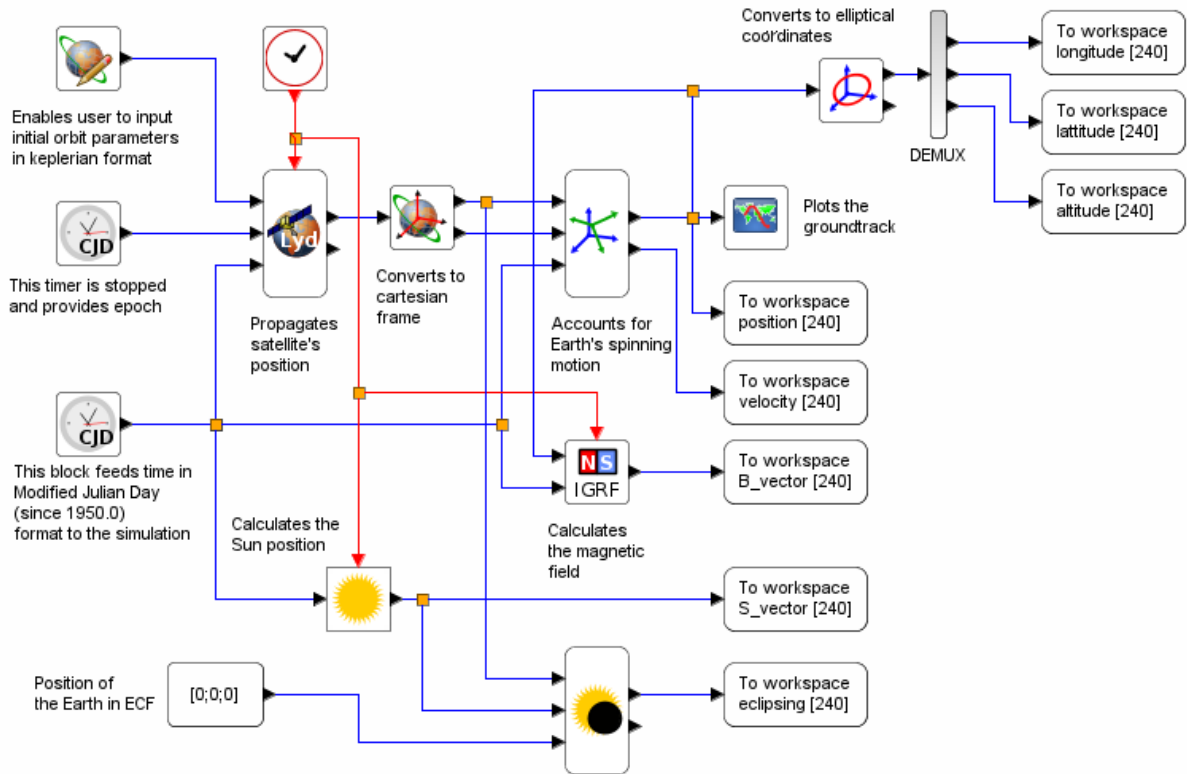 Converts to elliptical
coordinates
To workspace
longitude [240]
Enables user to input
initial orbit parameters
in keplerian format
To workspace
lattitude [240]
DEMUX
Lyd
To workspace
altitude [240]
Plots the
groundtrack
CJD
This timer is stopped
and provides epoch
Converts to
cartesian
frame
Propagates
satellite's
position
Accounts for
Earth's spinning
motion
To workspace
position [240]
To workspace
velocity [240]
CJD
This block feeds time in
Modified Julian Day
(since 1950.0)
format to the simulation
N S
IGRF
To workspace
B_vector [240]
Calculates the
Sun position
Calculates
the magnetic
field
To workspace
S_vector [240]
Position of
the Earth in ECF
[0;0;0]
To workspace
eclipsing [240]